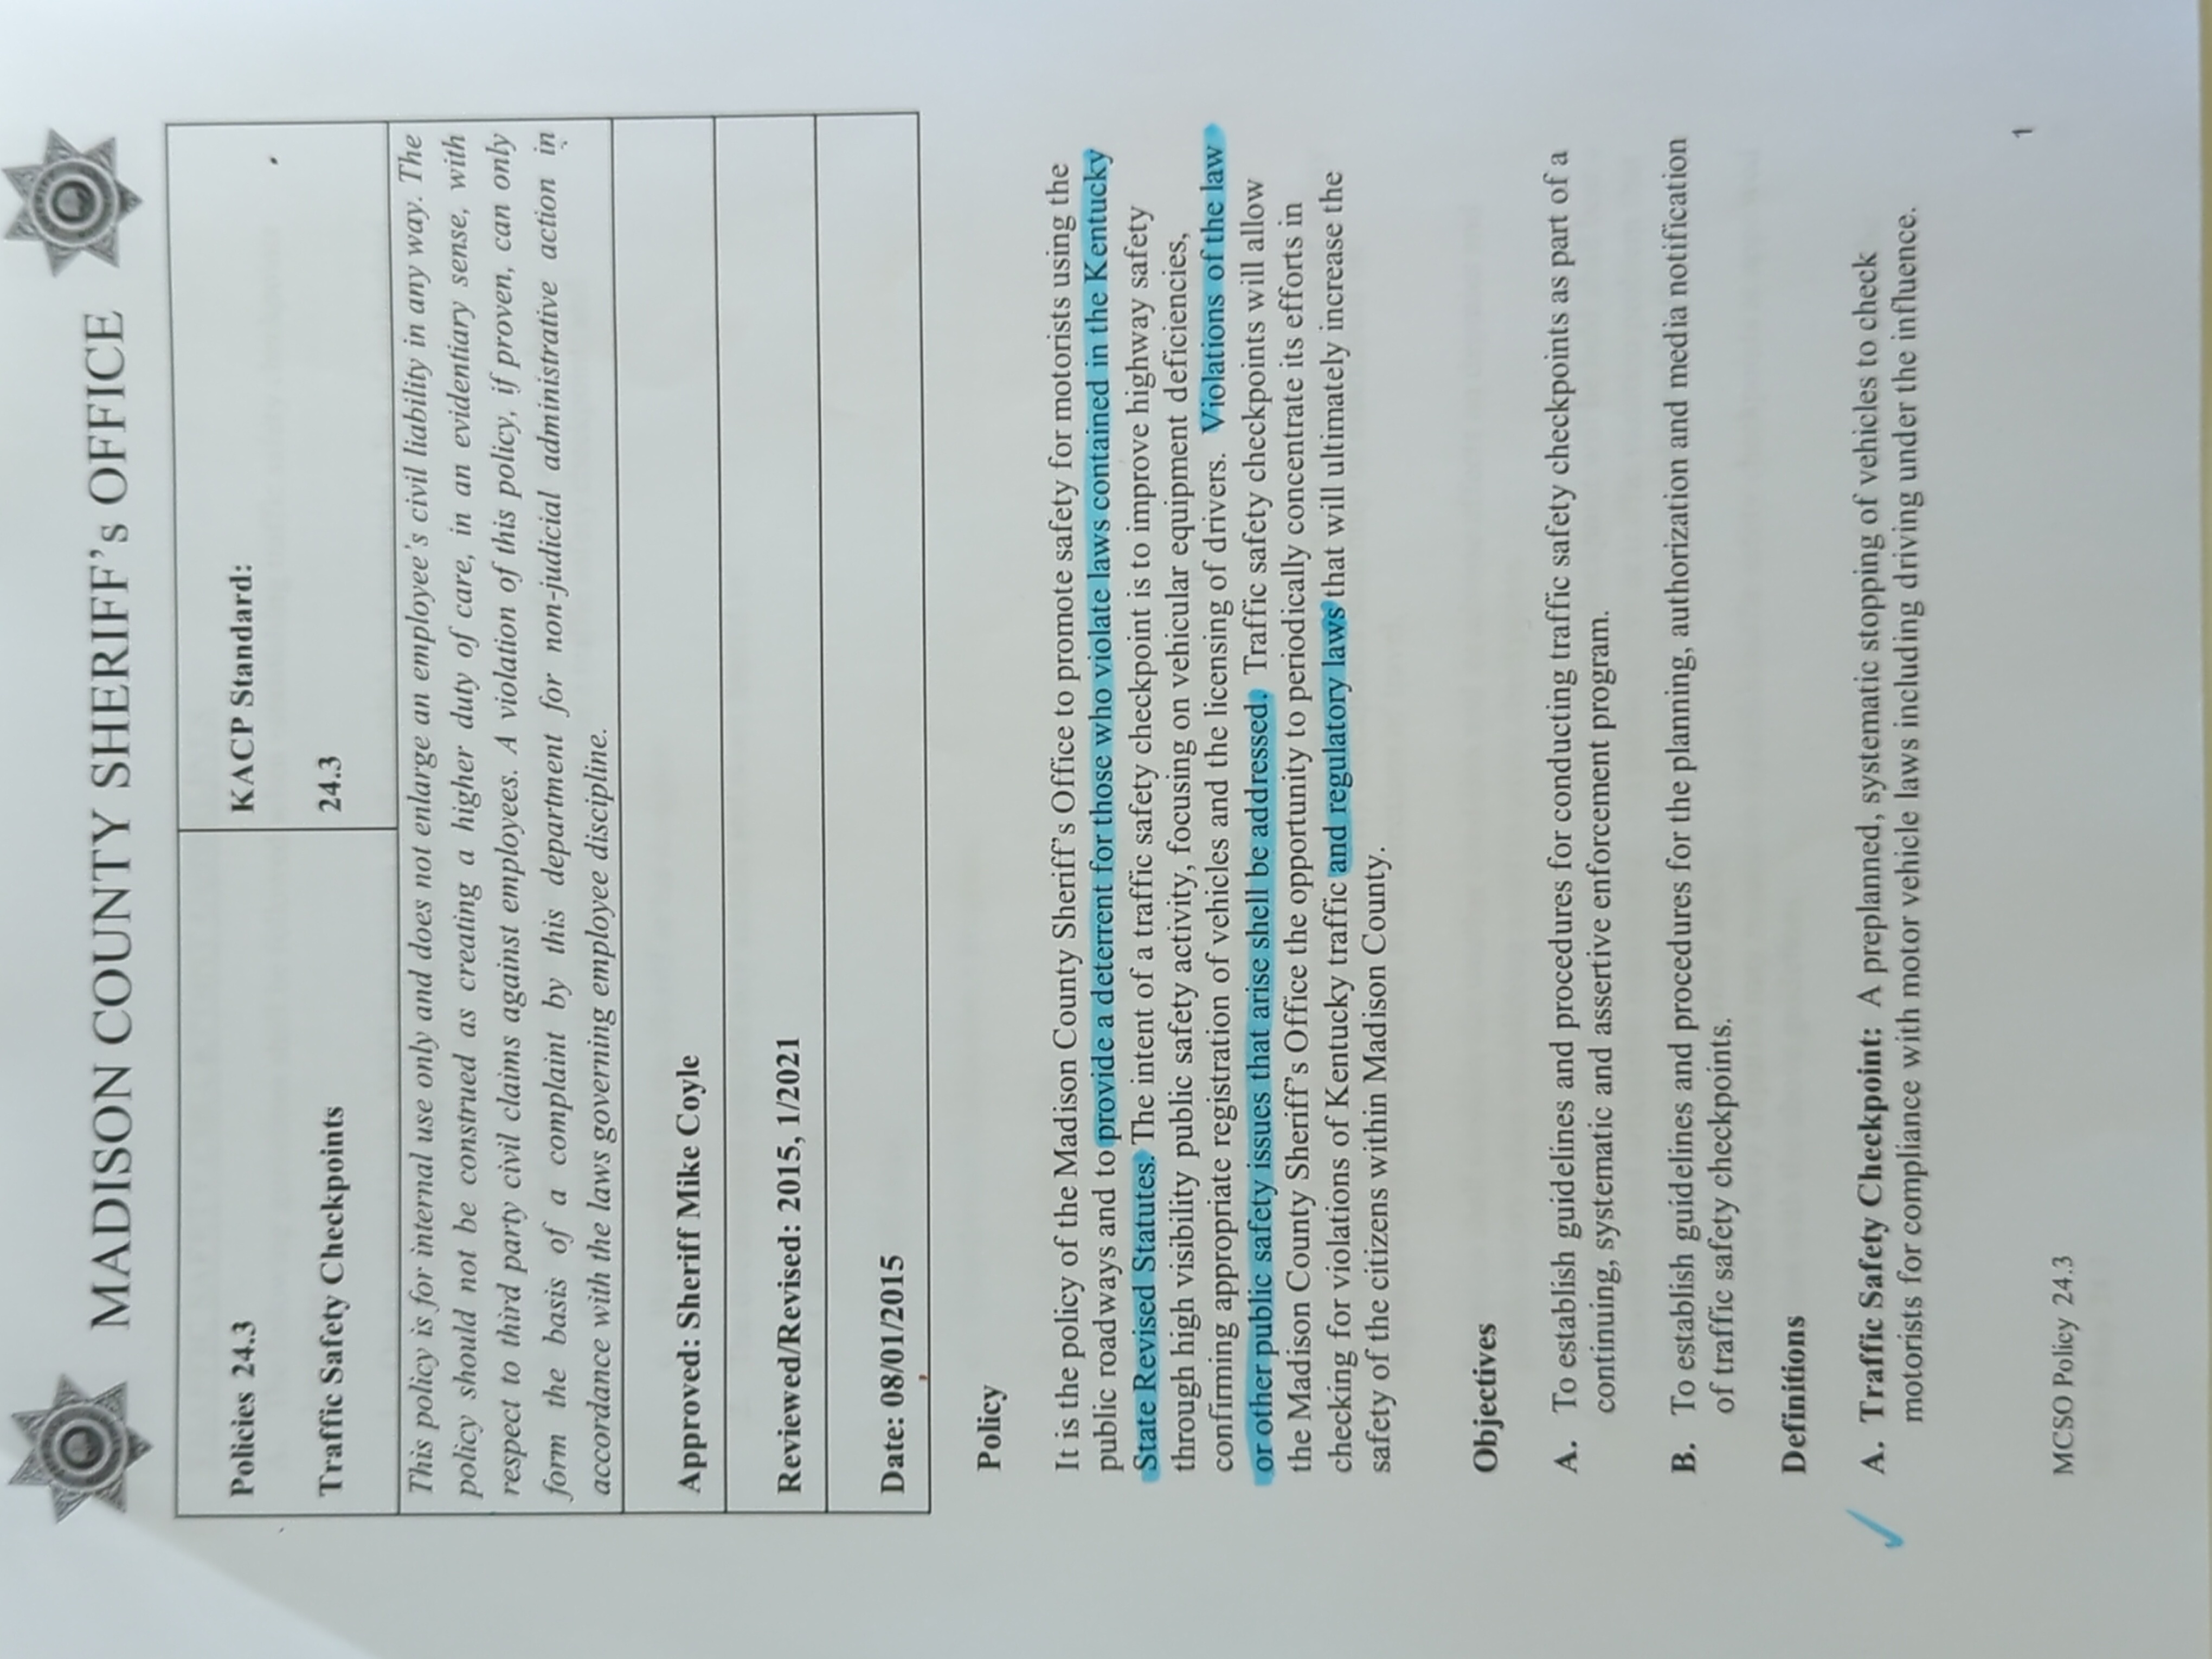 MADISON COUNTY SHERIFF's OFFICE
Policies 24.3
Traffic Safety Checkpoints
KACP Standard:
24.3
This policy is for internal use only and does not enlarge an employee's civil liability in any way. The
policy should not be construed as creating a higher duty of care, in an evidentiary sense, with
respect to third party civil claims against employees. A violation of this policy, if proven, can only
form the basis of a complaint by this department for non-judicial administrative action in
accordance with the laws governing employee discipline.
Approved: Sheriff Mike Coyle
Reviewed/Revised: 2015, 1/2021
Date: 08/01/2015
Policy
It is the policy of the Madison County Sheriff's Office to promote safety for motorists using the
public roadways and to provide a deterrent for those who violate laws contained in the Kentucky
State Revised Statutes. The intent of a traffic safety checkpoint is to improve highway safety
through high visibility public safety activity, focusing on vehicular equipment deficiencies,
confirming appropriate registration of vehicles and the licensing of drivers. Violations of the law
or other public safety issues that arise shall be addressed. Traffic safety checkpoints will allow
the Madison County Sheriff's Office the opportunity to periodically concentrate its efforts in
checking for violations of Kentucky traffic and regulatory laws that will ultimately increase the
safety of the citizens within Madison County.
Objectives
A. To establish guidelines and procedures for conducting traffic safety checkpoints as part of a
continuing, systematic and assertive enforcement program.
B. To establish guidelines and procedures for the planning, authorization and media notification
of traffic safety checkpoints.
Definitions
A. Traffic Safety Checkpoint: A preplanned, systematic stopping of vehicles to check
motorists for compliance with motor vehicle laws including driving under the influence.
1
MCSO Policy 24.3